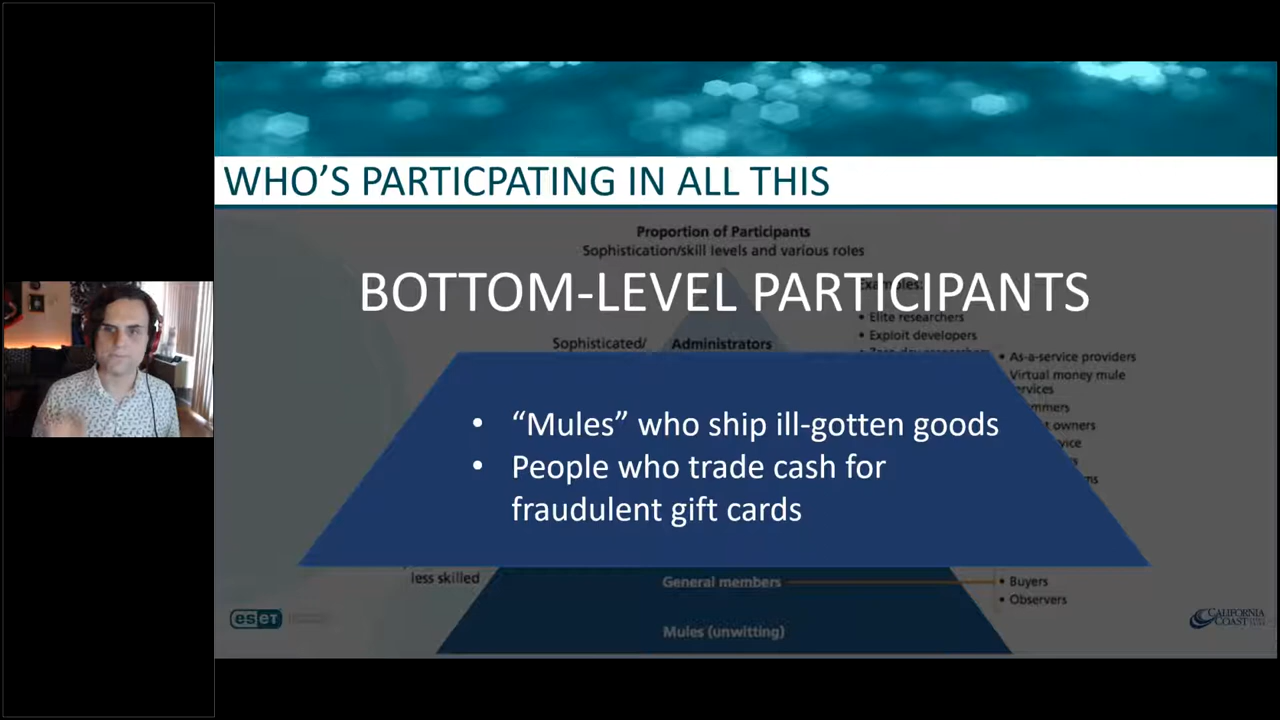 WHO'S PARTICPATING IN ALL THIS
Proportion of Participants
Sophistication/skill levels and various roles
BOTTOM-LEVEL PARTICIPANTS
• Elite researchers
• Exploit developers
Sophisticated/
Administrators
• As-a-service providers
Virtual money mule
• “Mules” who ship ill-gotten goods
• People who trade cash for
fraudulent gift cards
less skilled
General members
• Buyers
• Observers
Mules (unwitting)
eset
CALIFORNIA
COAST